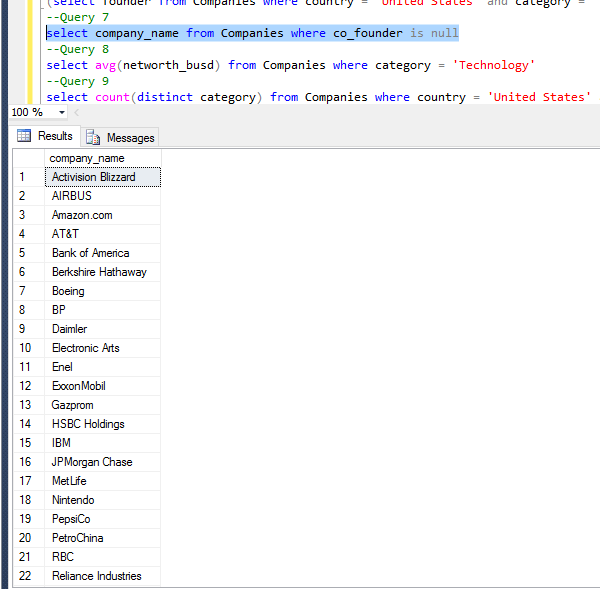 (select founder from Companies where country = 'United States' and category =
--Query 7
select company_name from Companies where co_founder is null
--Query 8
select avg(networth_busd) from Companies where category = 'Technology'
--Query 9
select count(distinct category) from Companies where country = 'United States'
100 %
Results Messages
company_name
1 Activision Blizzard
2 AIRBUS
3 Amazon.com
4 AT&T
5 Bank of America
6 Berkshire Hathaway
7 Boeing
8 BP
9 Daimler
10 Electronic Arts
11 Enel
12 ExxonMobil
13 Gazprom
14 HSBC Holdings
15 IBM
16 JPMorgan Chase
17 MetLife
18 Nintendo
19 PepsiCo
20 PetroChina
21 RBC
22 Reliance Industries